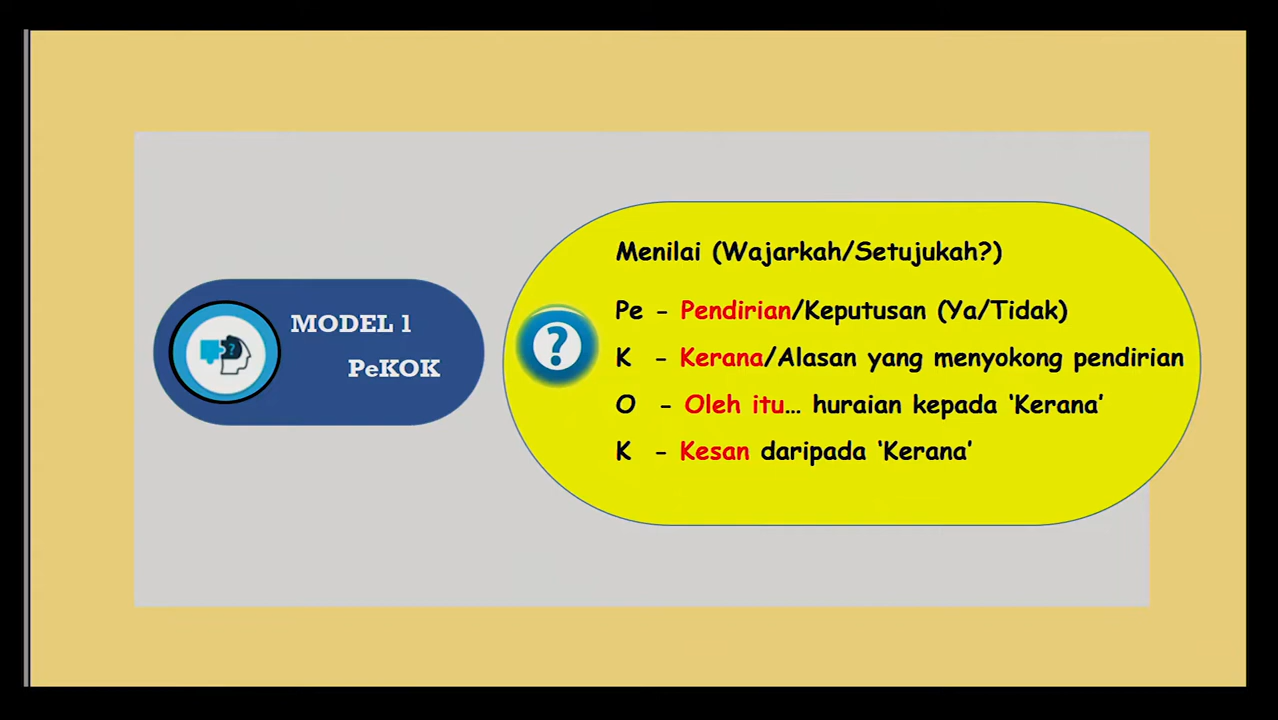 MODEL 1
PeKOK
Menilai (Wajarkah/Setujukah?)
Pe - Pendirian/Keputusan (Ya/Tidak)
K - Kerana/Alasan yang menyokong pendirian
O - Oleh itu… huraian kepada ‘Kerana’
K - Kesan daripada ‘Kerana’